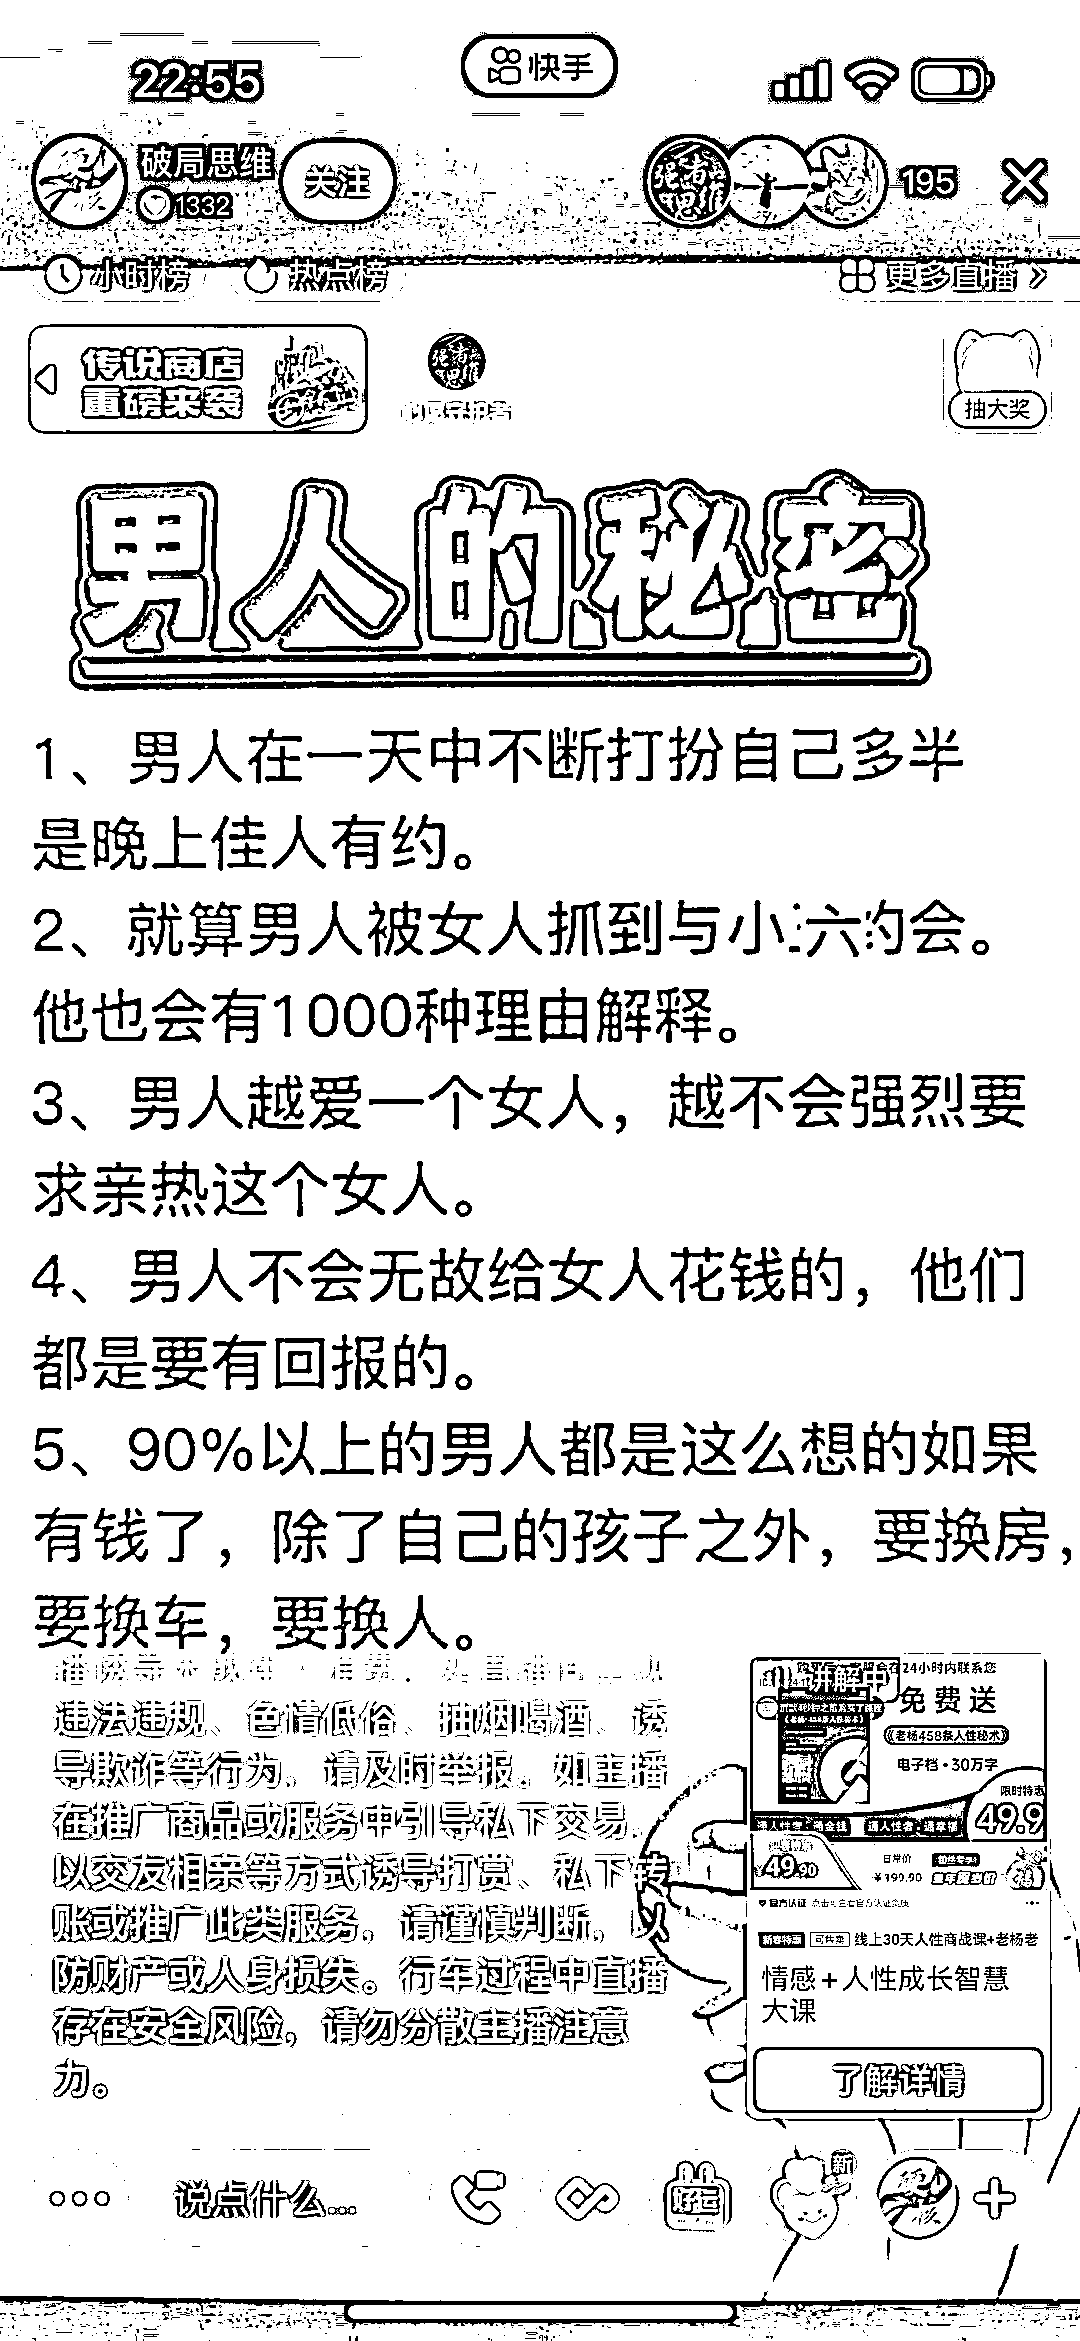 22:55
快手
破局思维
1332
关注
195
小时榜 热点榜 更多直播
传说商店
重磅来袭
抽大奖
男人的秘密
1、男人在一天中不断打扮自己多半
是晚上佳人有约。
2、就算男人被女人抓到与小六约会。
他也会有1000种理由解释。
3、男人越爱一个女人，越不会强烈要
求亲热这个女人。
4、男人不会无故给女人花钱的，他们
都是要有回报的。
5、90%以上的男人都是这么想的如果
有钱了，除了自己的孩子之外，要换房，
要换车，要换人。
违法违规、色情低俗、抽烟喝酒、诱
导欺诈等行为，请及时举报。如主播
在推广商品或服务中引导私下交易、
以交友相亲等方式诱导打赏、私下转
账或推广此类服务，请谨慎判断，以
防财产或人身损失。行车过程中直播
存在安全风险，请勿分散主播注意
力。
讲解中
24小时内联系您
免费送
《老杨458条人性秘术》
电子档·30万字
限时特惠
49.9
49.90
日常价
¥199.90
官方认证
新春特惠 可共卖 线上30天人性商战课+老杨老
情感+人性成长智慧
大课
了解详情
说点什么...
好运
新